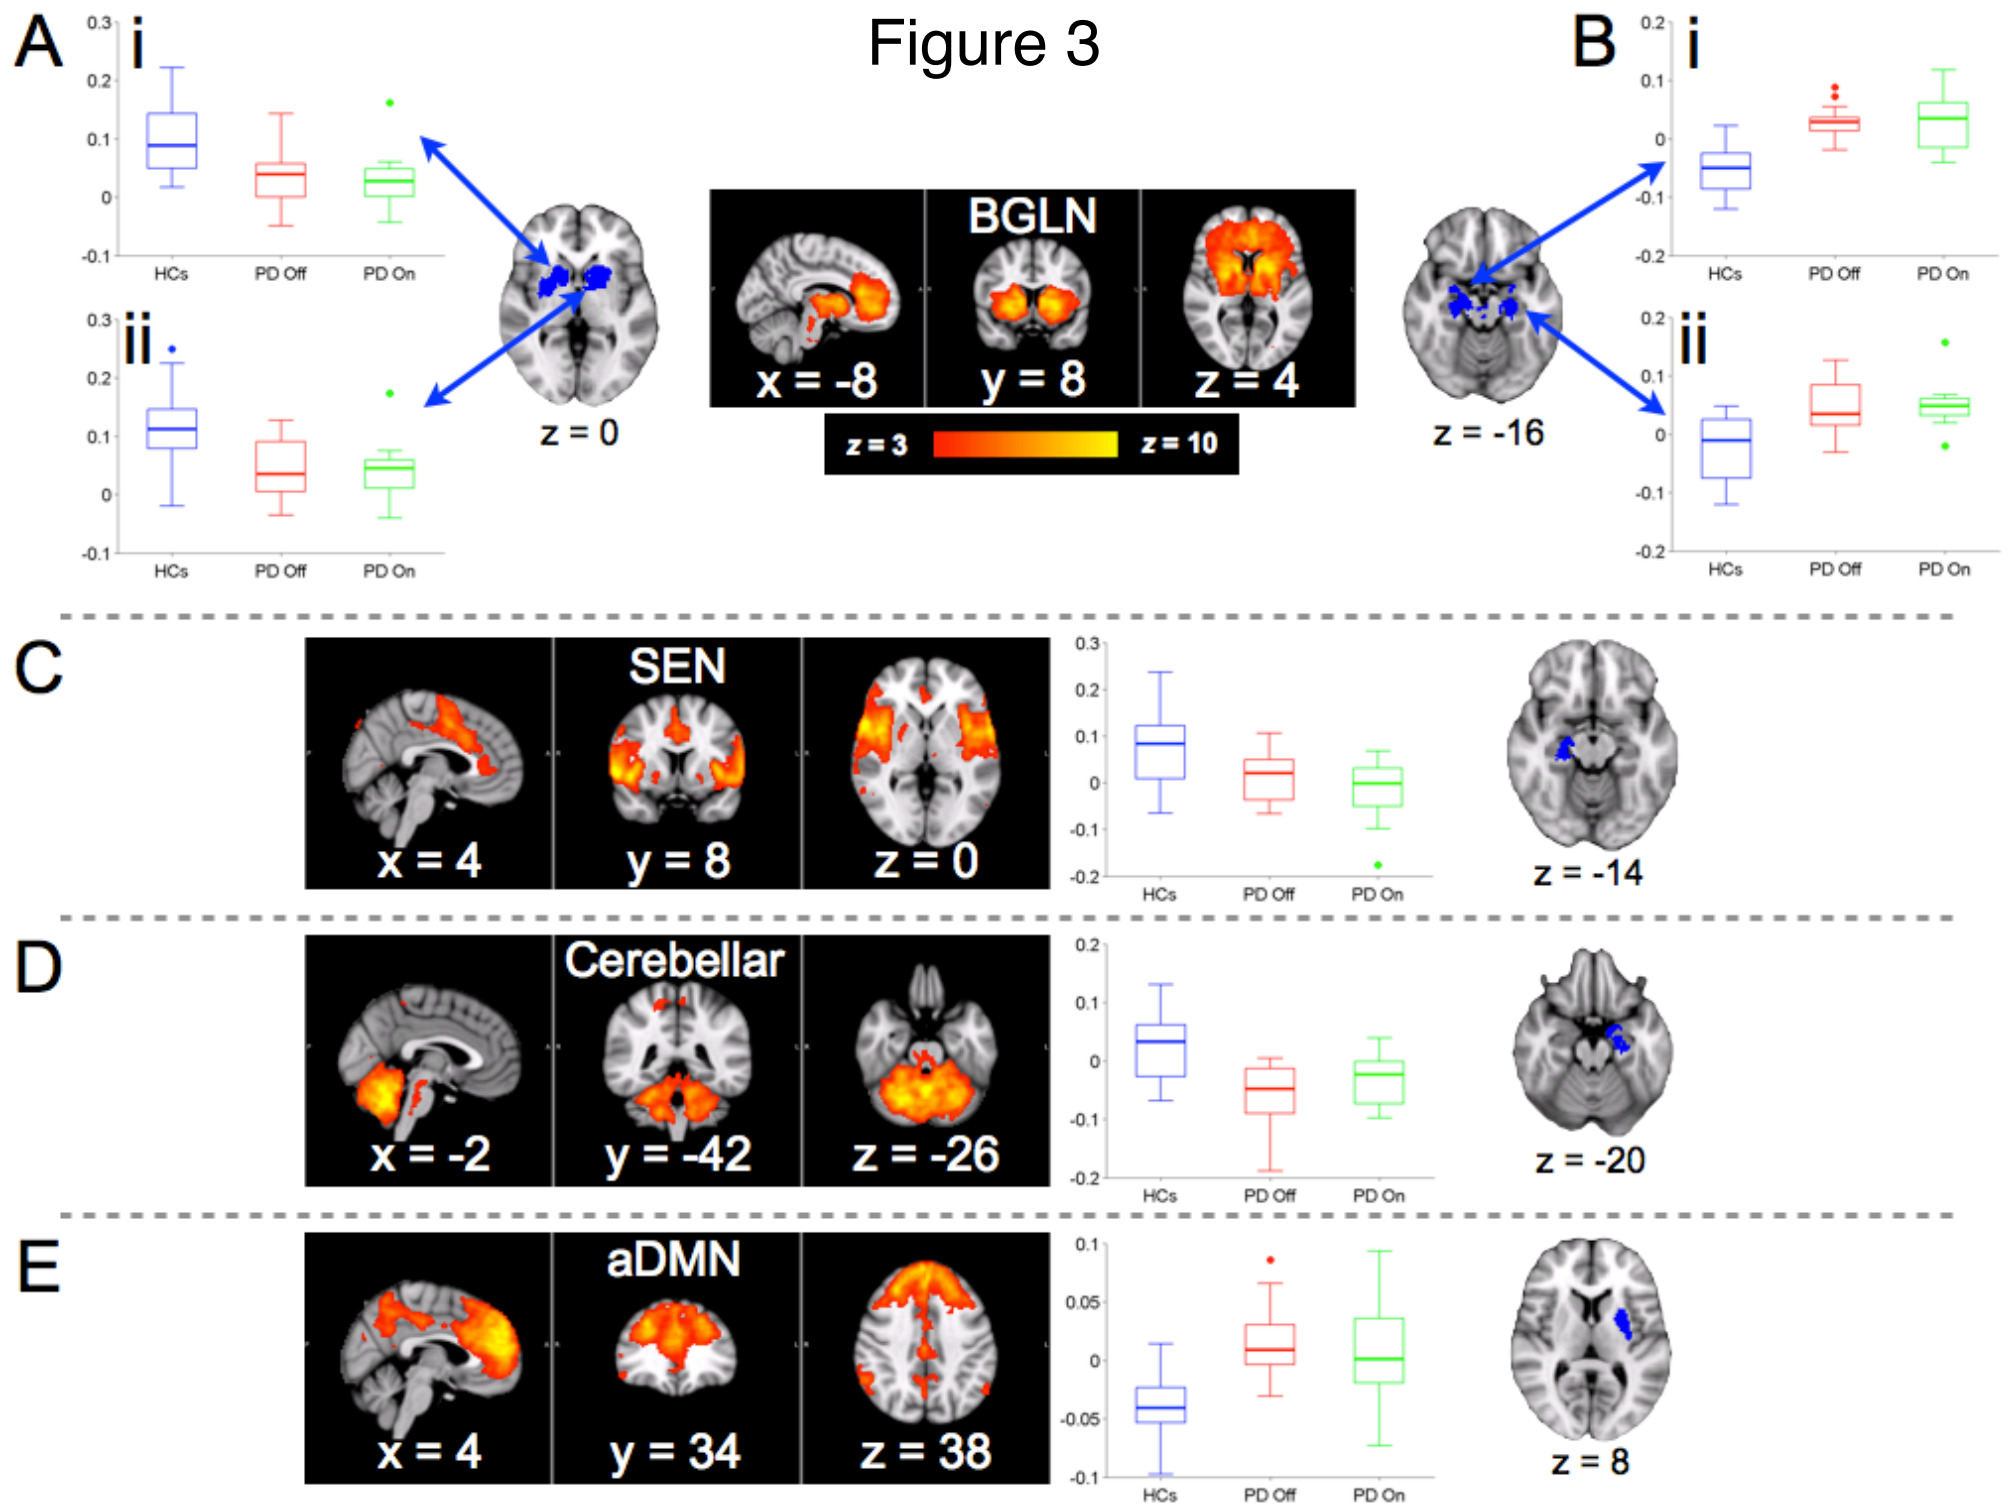 Figure 3
A
i
0.3
0.2
0.1
0
-0.1
HCs PD Off PD On
ii
0.3
0.2
0.1
0
-0.1
HCs PD Off PD On
z = 0
BGLN
x = -8 y = 8 z = 4
z = 3 z = 10
B
i
0.2
0.1
0
-0.1
-0.2
HCs PD Off PD On
ii
0.2
0.1
0
-0.1
-0.2
HCs PD Off PD On
z = -16
C
SEN
x = 4 y = 8 z = 0
0.3
0.2
0.1
0
-0.1
-0.2
HCs PD Off PD On
z = -14
D
Cerebellar
x = -2 y = -42 z = -26
0.2
0.1
0
-0.1
-0.2
HCs PD Off PD On
z = -20
E
aDMN
x = 4 y = 34 z = 38
0.1
0.05
0
-0.05
-0.1
HCs PD Off PD On
z = 8